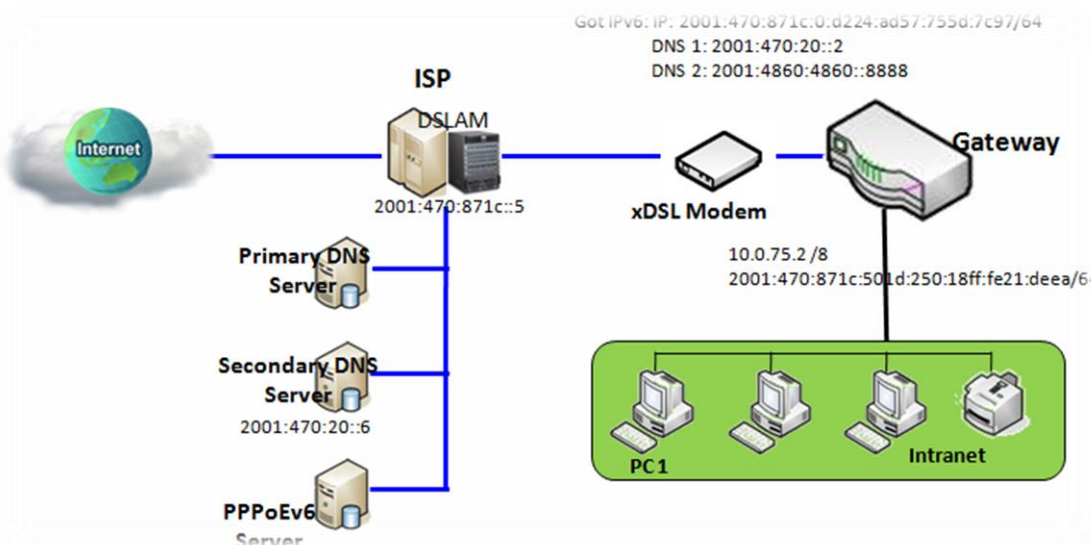 Got IPv6: IP: 2001:470:871c:0:d224:ad57:755d:7c97/64
DNS 1: 2001:470:20::2
DNS 2: 2001:4860:4860::8888
ISP
DSLAM
Internet
Gateway
2001:470:871c::5
xDSL Modem
Primary DNS
Server
10.0.75.2 /8
2001:470:871c:501d:250:18ff:fe21:deea/6
Secondary DNS
Server
2001:470:20::6
PC1
Intranet
PPPoEv6
Server